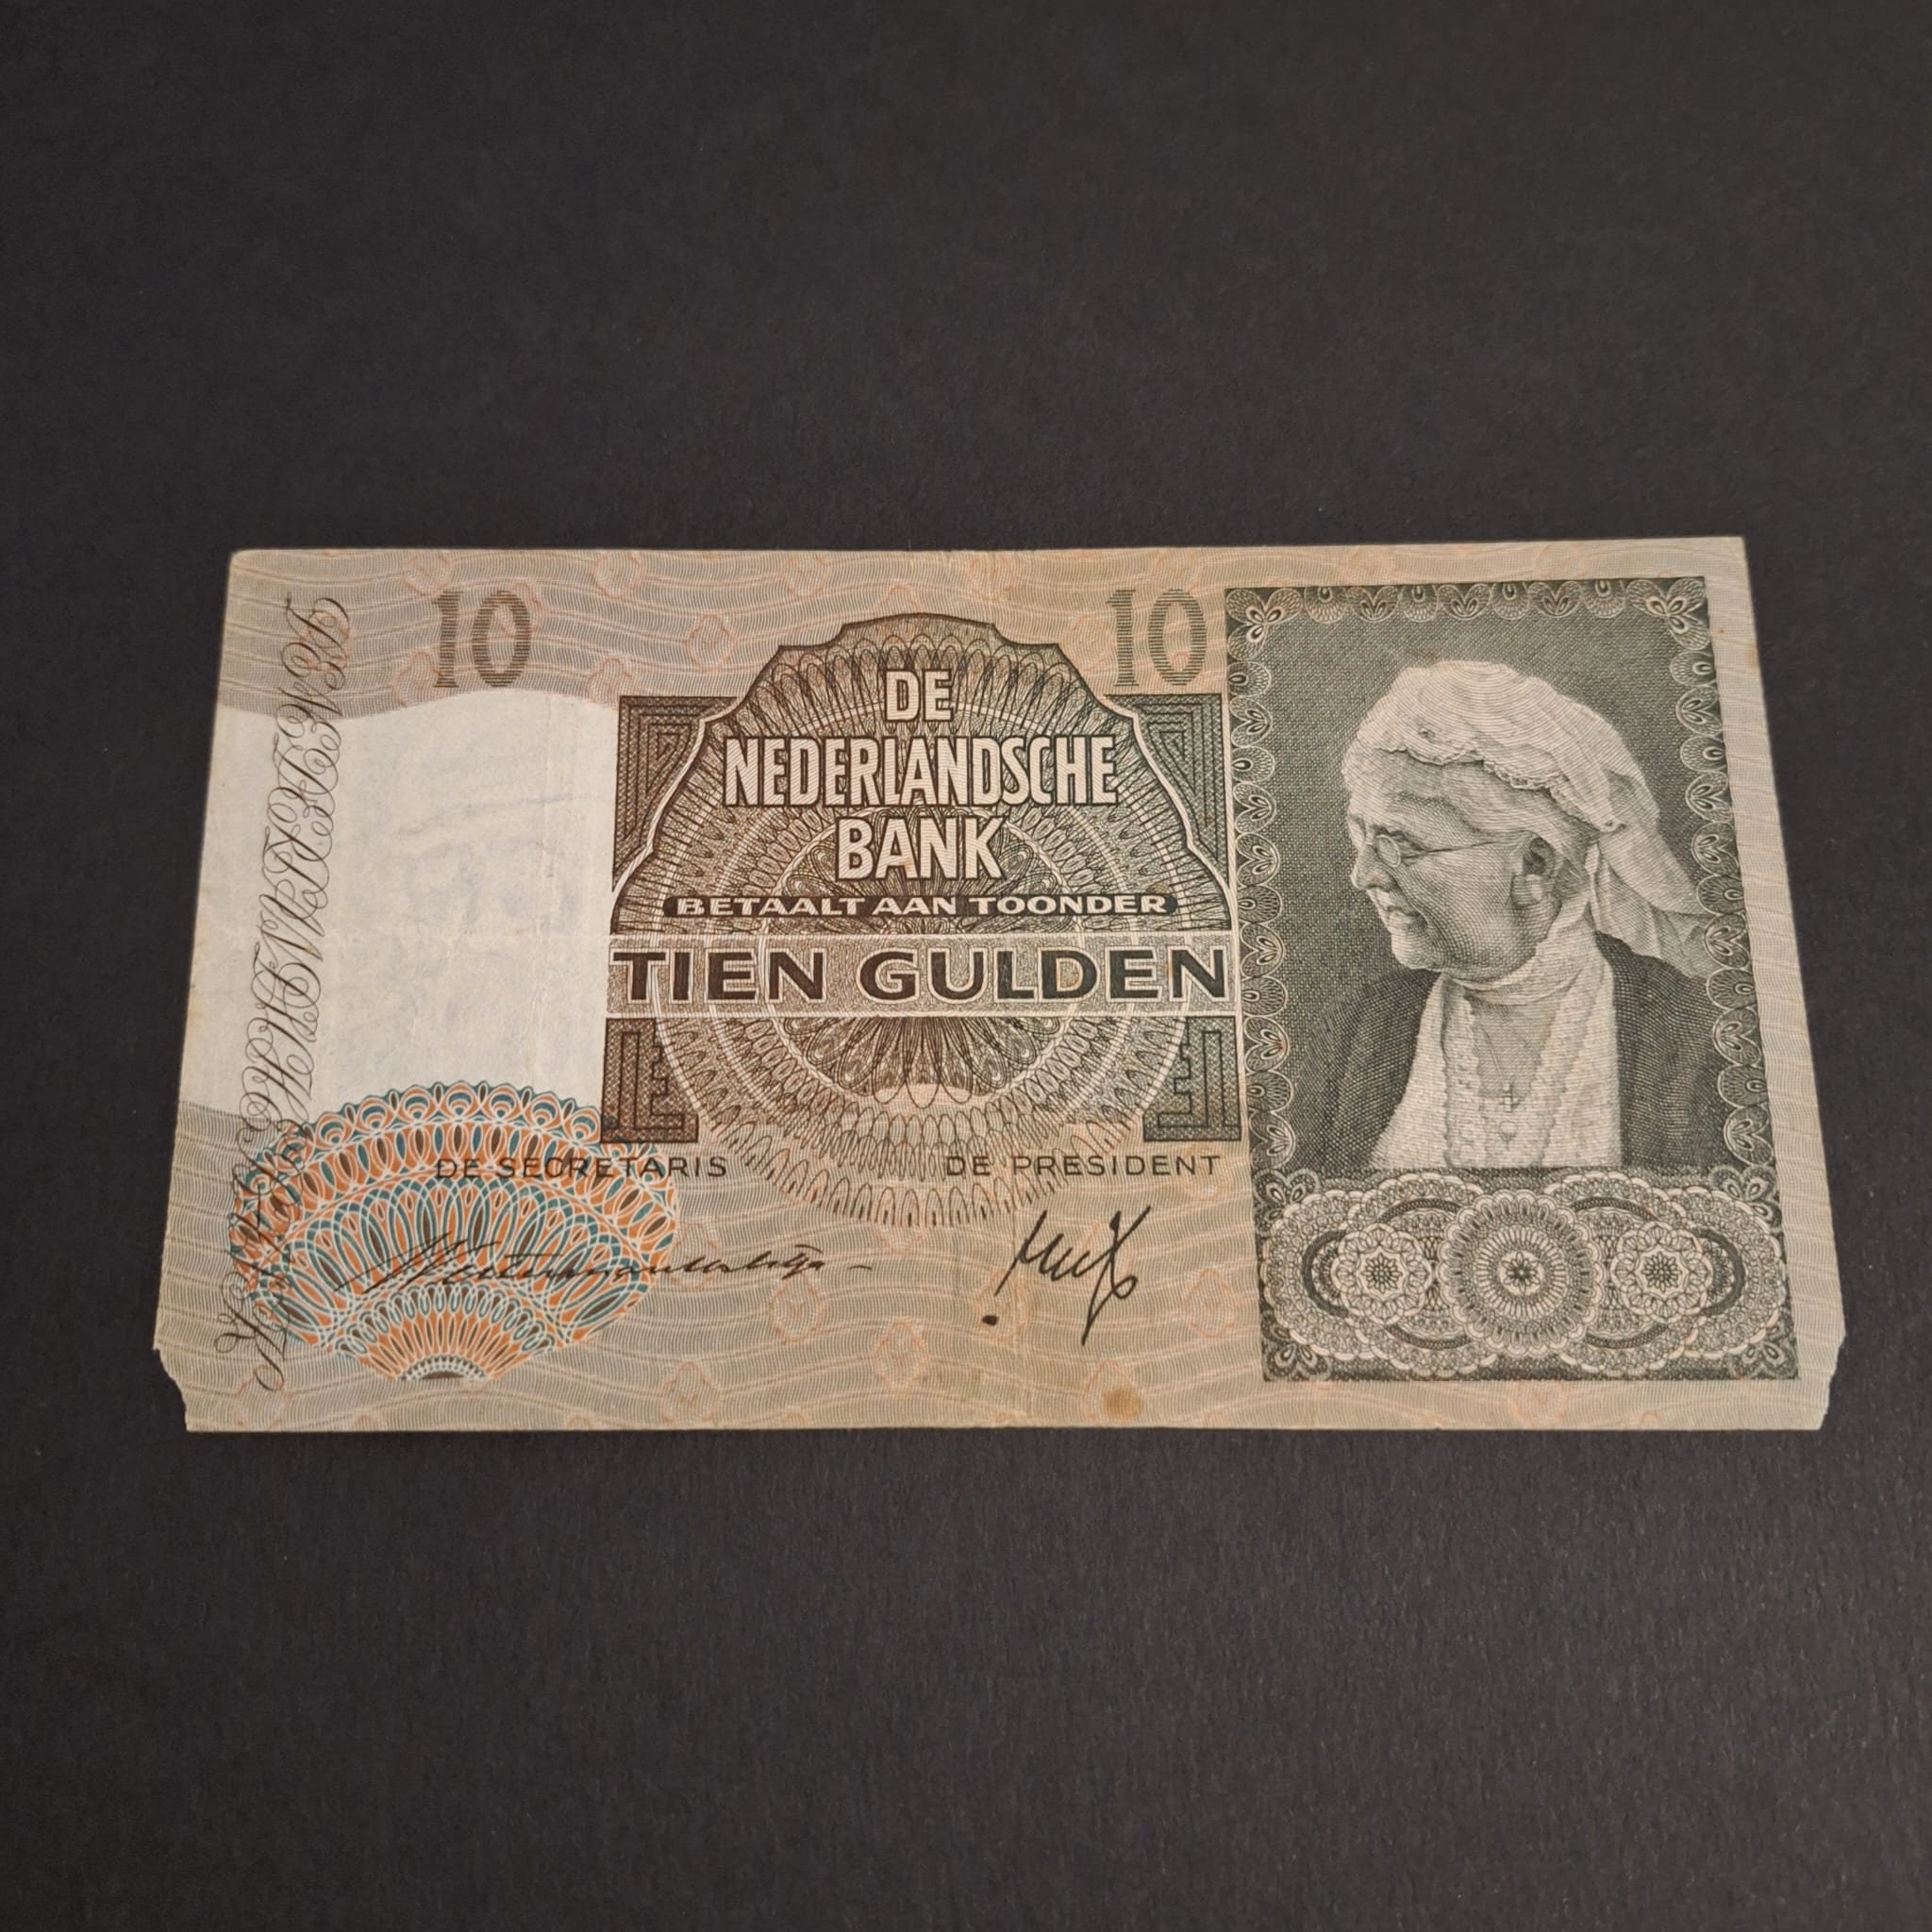 10
10
DE
NEDERLANDSCHE
BANK
BETAALT AAN TOONDER
TIEN GULDEN
DE SECRETARIS
DE PRESIDENT